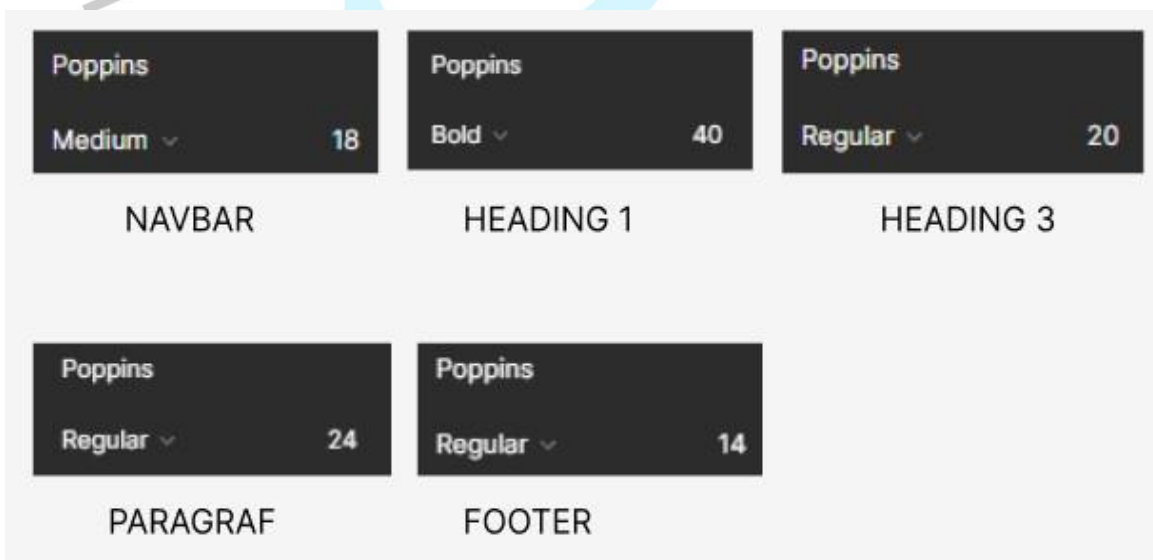 Poppins
Medium 18
NAVBAR
Poppins
Bold 40
HEADING 1
Poppins
Regular 20
HEADING 3
Poppins
Regular 24
PARAGRAF
Poppins
Regular 14
FOOTER